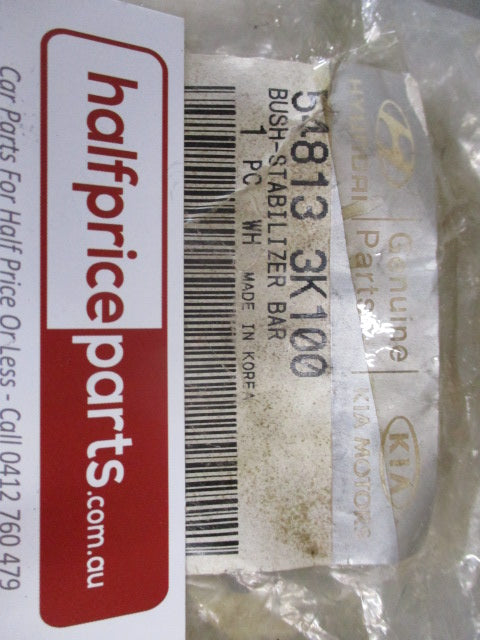 HYUNDAI | Genuine Parts | KIA MOTORS
KIA
54813 3K100
BUSH-STABILIZER BAR
1 PC WH MADE IN KOREA
halfpriceparts.com.au
Car Parts For Half Price Or Less - Call 0412 760 479